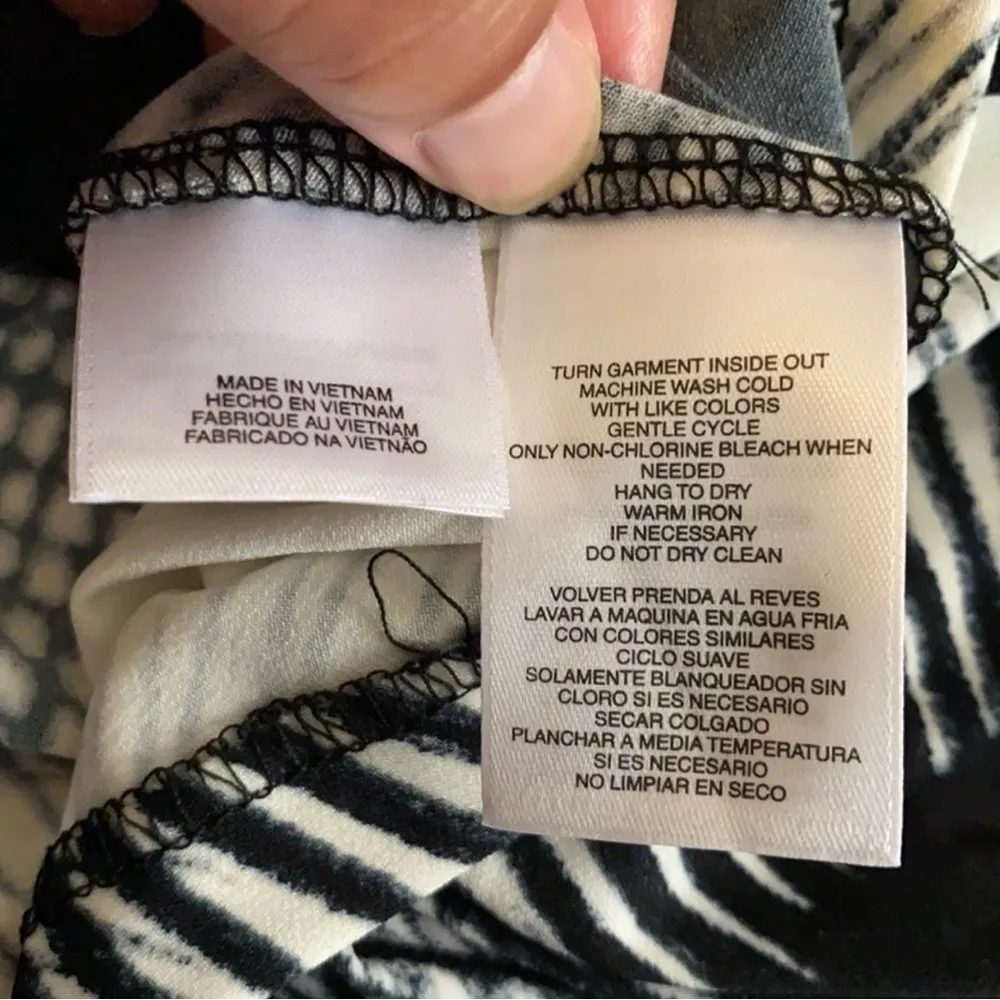 MADE IN VIETNAM
HECHO EN VIETNAM
FABRIQUE AU VIETNAM
FABRICADO NA VIETNÃO
TURN GARMENT INSIDE OUT
MACHINE WASH COLD
WITH LIKE COLORS
GENTLE CYCLE
ONLY NON-CHLORINE BLEACH WHEN
NEEDED
HANG TO DRY
WARM IRON
IF NECESSARY
DO NOT DRY CLEAN
VOLVER PRENDA AL REVES
LAVAR A MAQUINA EN AGUA FRIA
CON COLORES SIMILARES
CICLO SUAVE
SOLAMENTE BLANQUEADOR SIN
CLORO SI ES NECESARIO
SECAR COLGADO
PLANCHAR A MEDIA TEMPERATURA
SI ES NECESARIO
NO LIMPIAR EN SECO